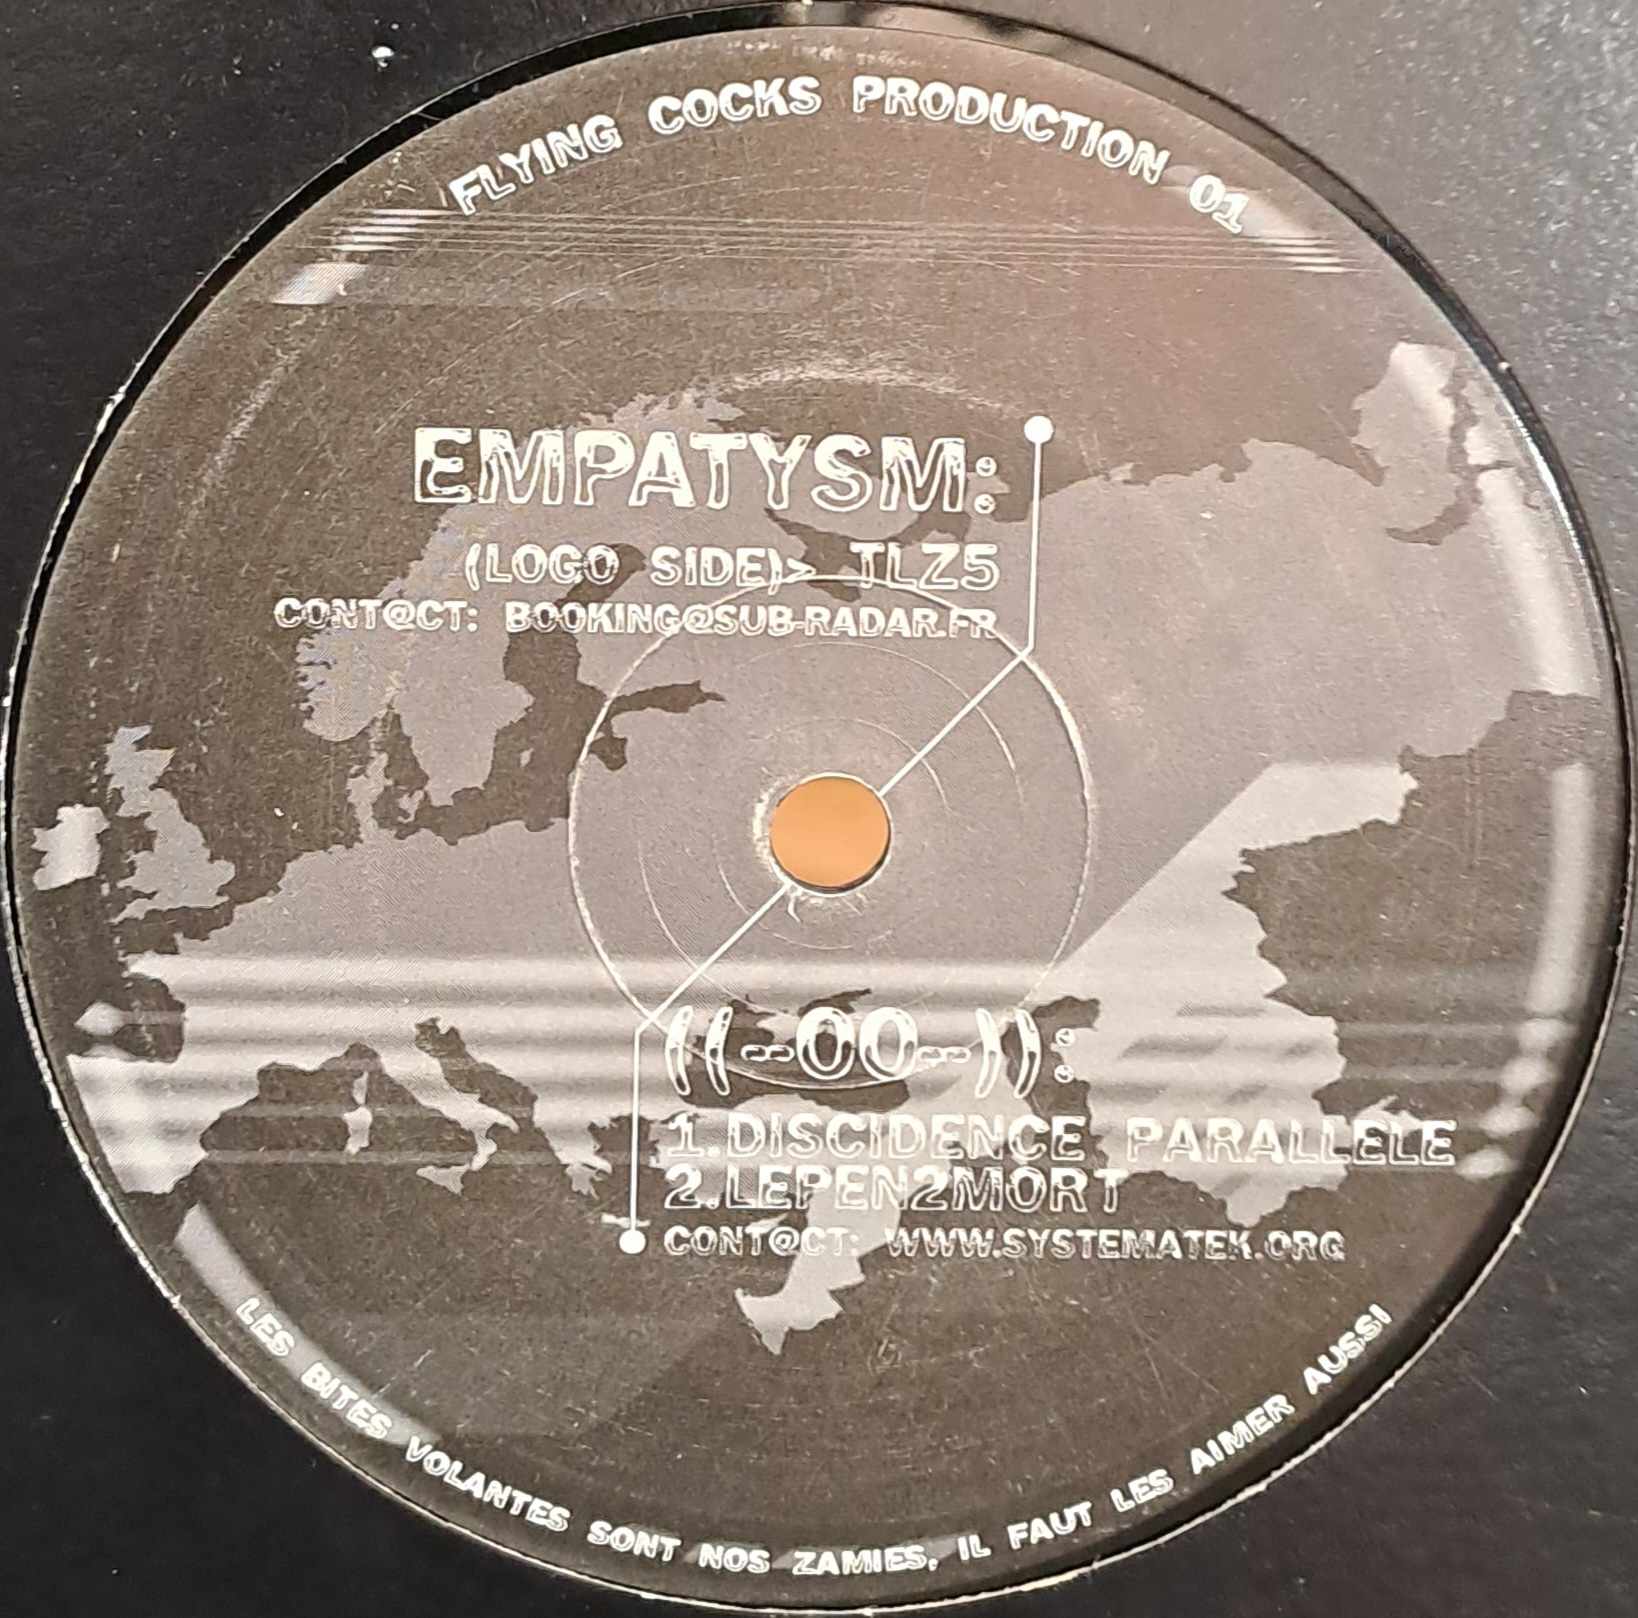 FLYING COCKS PRODUCTION 01
EMPATYSM:
(LOGO SIDE)> TLZ5
CONT@CT: BOOKING@SUB-RADAR.FR
((-∞-00-∞-)):
1.DISCIDENCE PARALLELE
2.LEPEN2MORT
CONT@CT: WWW.SYSTEMATEK.ORG
LES BITES VOLANTES SONT NOS ZAMIES, IL FAUT LES AIMER AUSSI